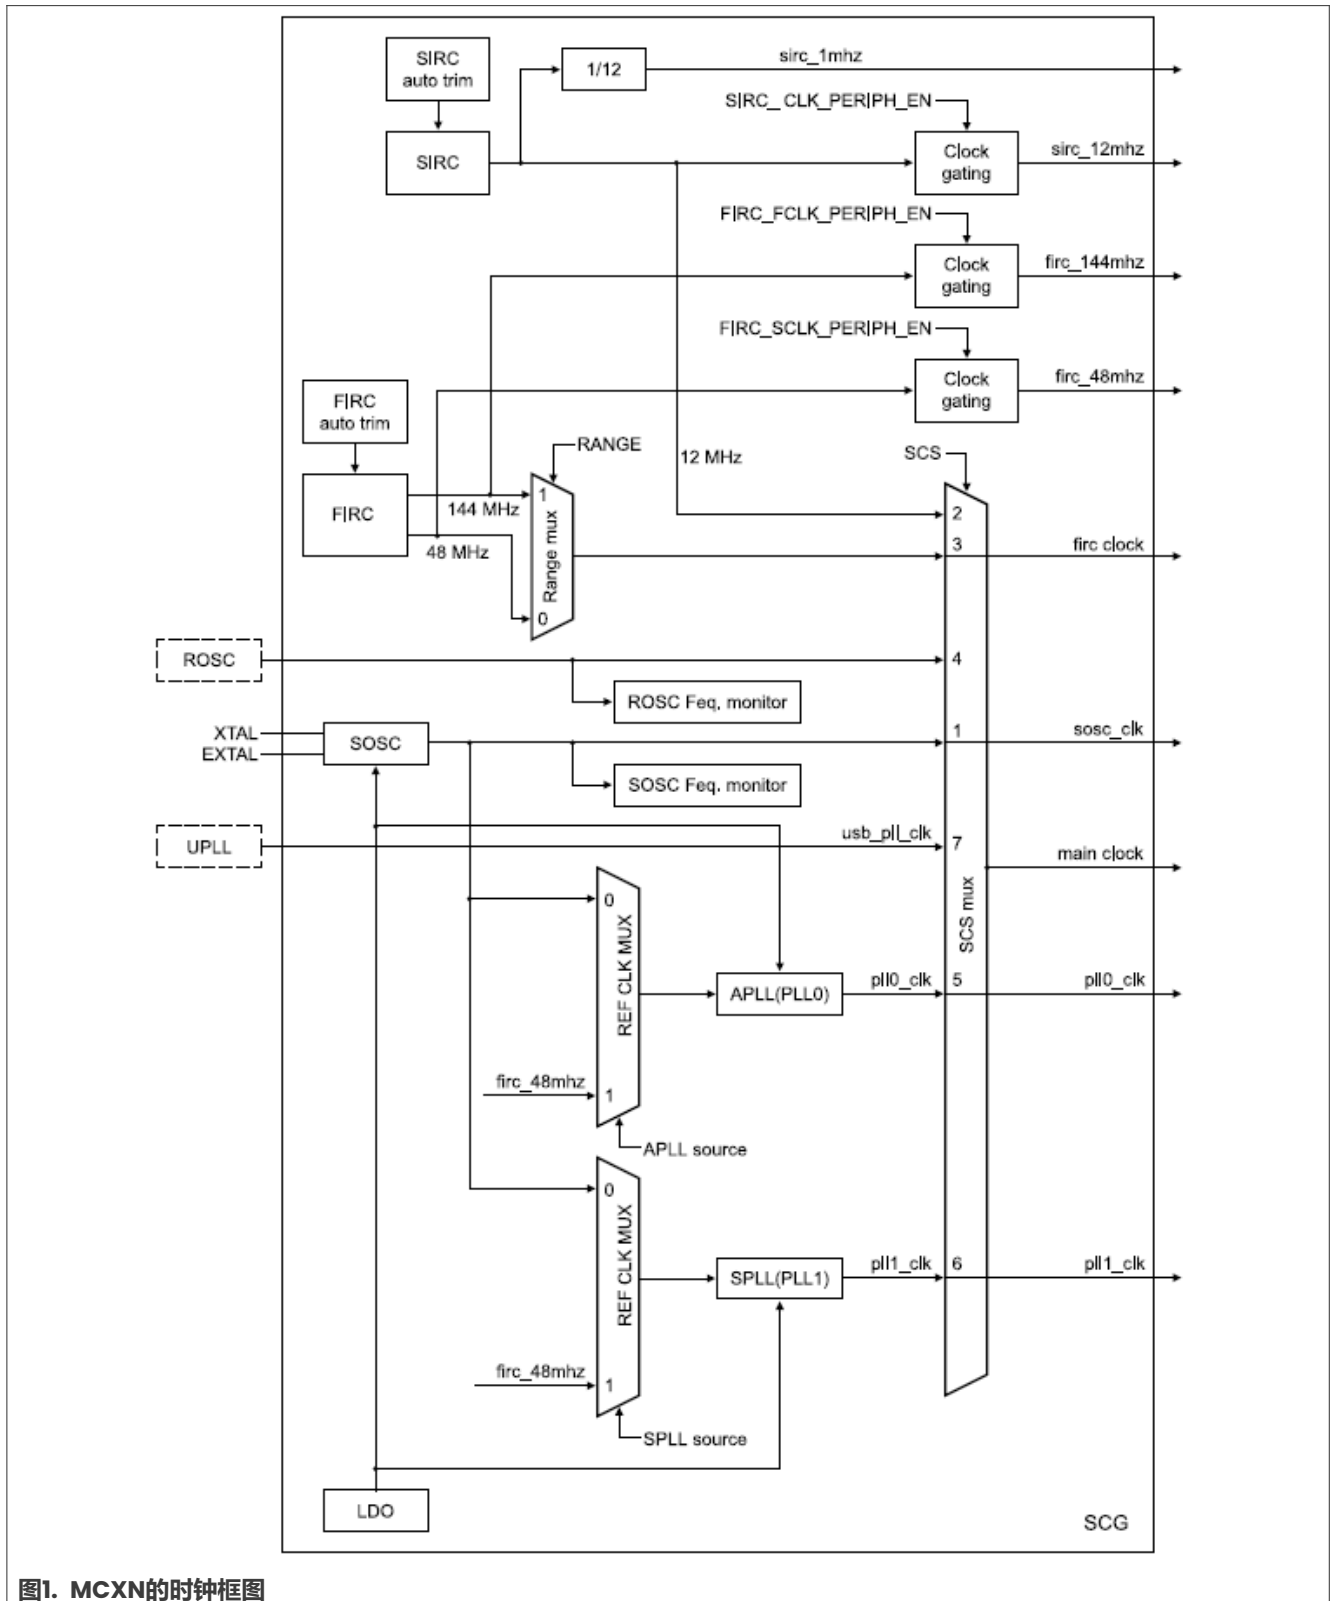 SIRC
auto trim
1/12
sirc_1mhz
SIRC_ CLK_PERIPH_EN
SIRC
Clock
gating
sirc_12mhz
FIRC_FCLK_PERIPH_EN
Clock
gating
firc_144mhz
FIRC_SCLK_PERIPH_EN
Clock
gating
firc_48mhz
FIRC
auto trim
RANGE
12 MHz
SCS
FIRC
144 MHz
48 MHz
1
Range mux
0
2
3
firc clock
ROSC
4
ROSC Feq. monitor
XTAL
EXTAL
SOSC
1
sosc_clk
SOSC Feq. monitor
UPLL
usb_pll_clk
7
main clock
SCS mux
0
REF CLK MUX
1
APLL(PLL0)
pll0_clk
5
pll0_clk
firc_48mhz
APLL source
0
REF CLK MUX
1
SPLL(PLL1)
pll1_clk
6
pll1_clk
firc_48mhz
SPLL source
LDO
SCG
图1. MCXN的时钟框图